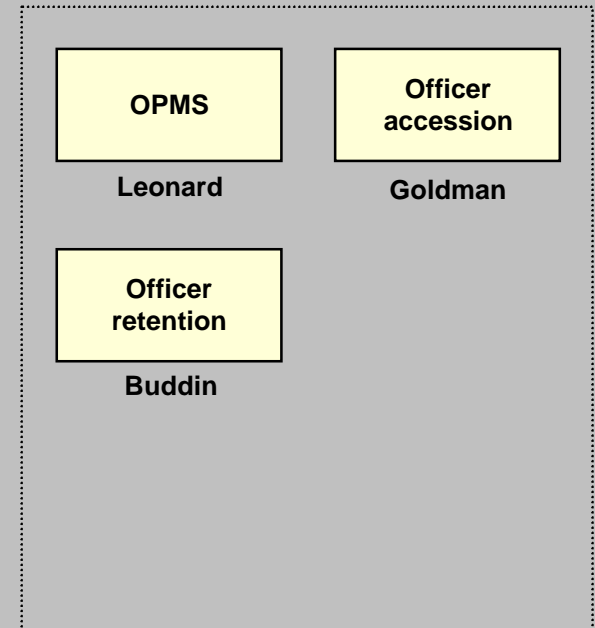 OPMS
Leonard
Officer
accession
Goldman
Officer
retention
Buddin